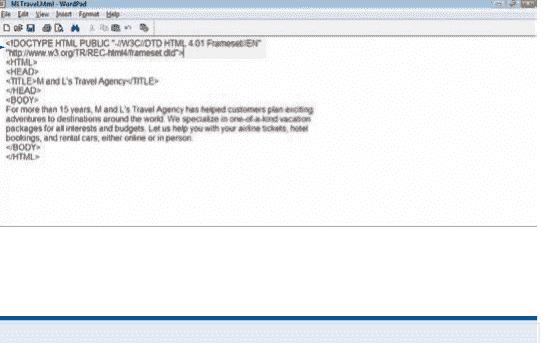 MLTravel.html - WordPad
File Edit View Insert Format Help
<!DOCTYPE HTML PUBLIC "-//W3C//DTD HTML 4.01 Frameset//EN"
"http://www.w3.org/TR/REC-html4/frameset.dtd">
<HTML>
<HEAD>
<TITLE>M and L's Travel Agency</TITLE>
</HEAD>
<BODY>
For more than 15 years, M and L's Travel Agency has helped customers plan exciting
adventures to destinations around the world. We specialize in one-of-a-kind vacation
packages for all interests and budgets. Let us help you with your airline tickets, hotel
bookings, and rental cars, either online or in person.
</BODY>
</HTML>